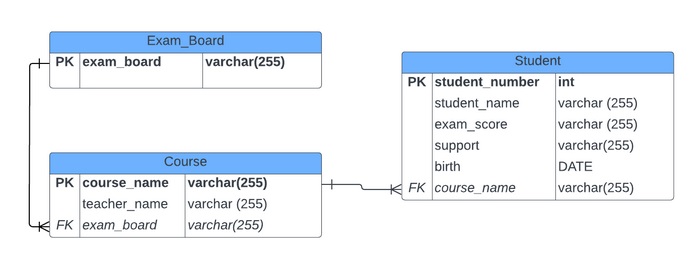 Exam_Board
PK exam_board varchar(255)
Student
PK student_number int
student_name varchar (255)
exam_score varchar (255)
support varchar(255)
birth DATE
FK course_name varchar(255)
Course
PK course_name varchar(255)
teacher_name varchar (255)
FK exam_board varchar(255)